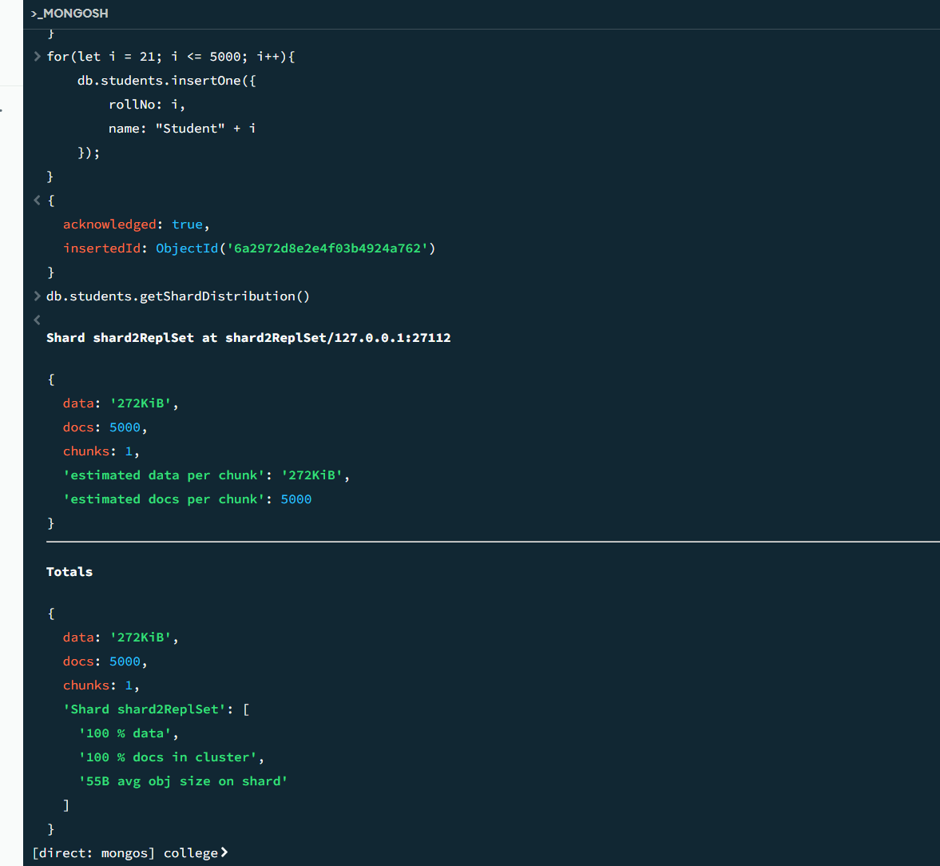 >_MONGOSH
}
> for(let i = 21; i <= 5000; i++){
db.students.insertOne({
rollNo: i,
name: "Student" + i
});
}
< {
acknowledged: true,
insertedId: ObjectId('6a2972d8e2e4f03b4924a762')
}
> db.students.getShardDistribution()
<
Shard shard2ReplSet at shard2ReplSet/127.0.0.1:27112
{
data: '272KiB',
docs: 5000,
chunks: 1,
'estimated data per chunk': '272KiB',
'estimated docs per chunk': 5000
}
Totals
{
data: '272KiB',
docs: 5000,
chunks: 1,
'Shard shard2ReplSet': [
'100 % data',
'100 % docs in cluster',
'55B avg obj size on shard'
]
}
[direct: mongos] college>